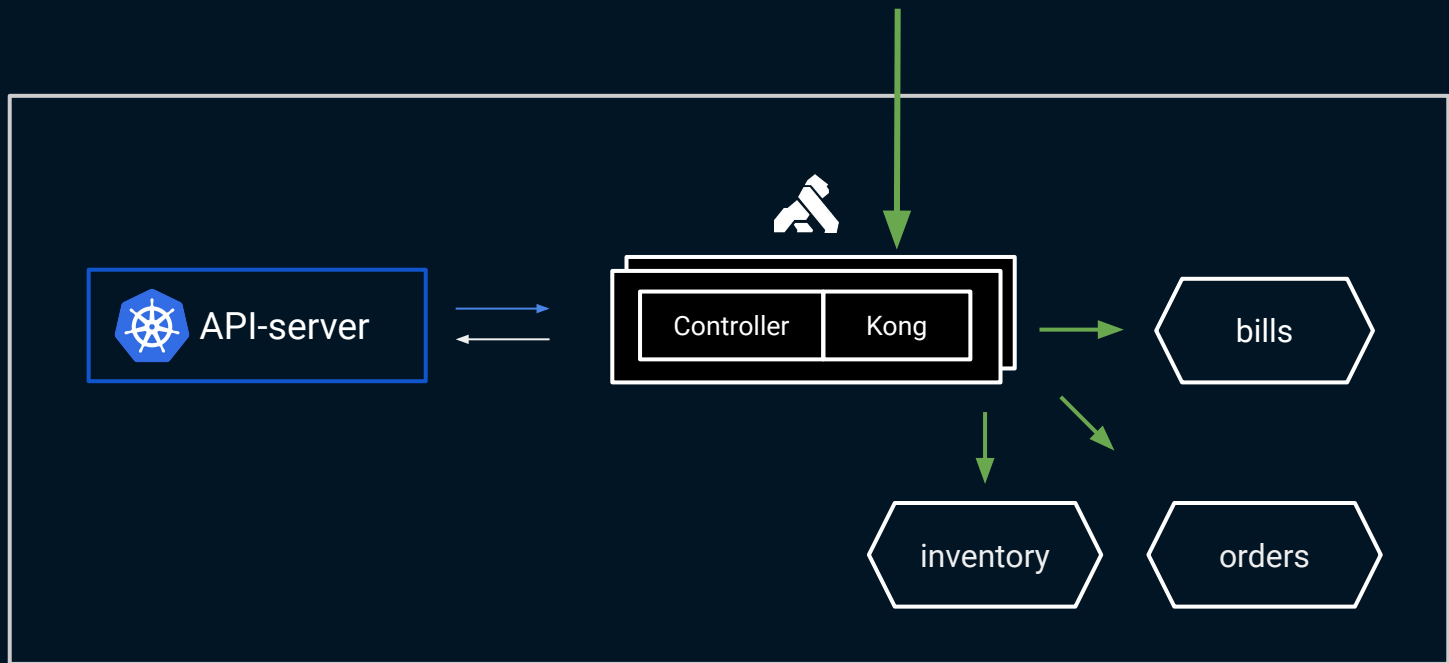 API-server
Controller
Kong
bills
inventory
orders